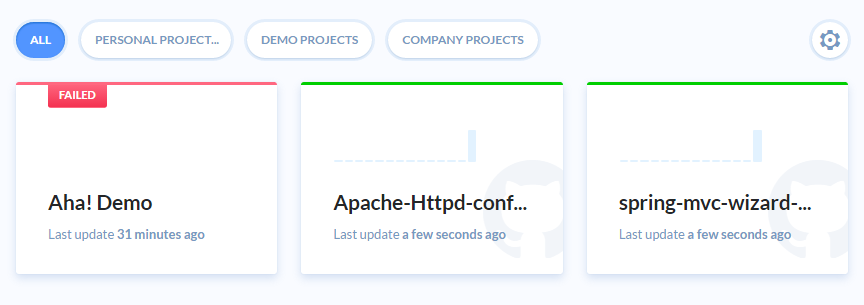 ALL
PERSONAL PROJECT...
DEMO PROJECTS
COMPANY PROJECTS
FAILED
Aha! Demo
Last update 31 minutes ago
Apache-Httpd-conf...
Last update a few seconds ago
spring-mvc-wizard-...
Last update a few seconds ago